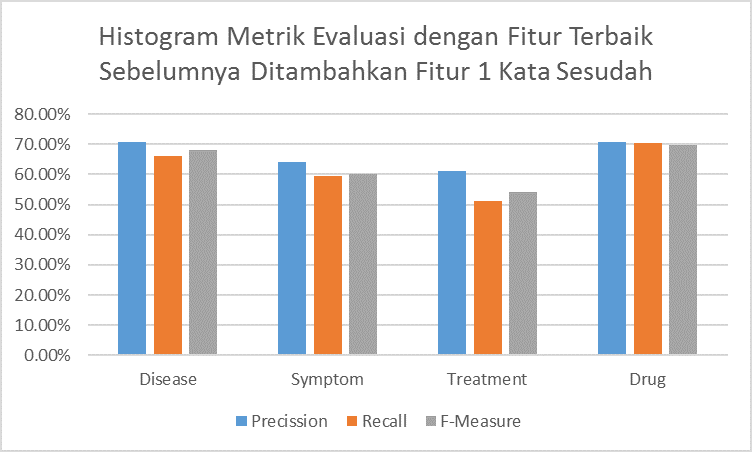 Histogram Metrik Evaluasi dengan Fitur Terbaik
Sebelumnya Ditambahkan Fitur 1 Kata Sesudah
80.00%
70.00%
60.00%
50.00%
40.00%
30.00%
20.00%
10.00%
0.00%
Disease Symptom Treatment Drug
Precission Recall F-Measure